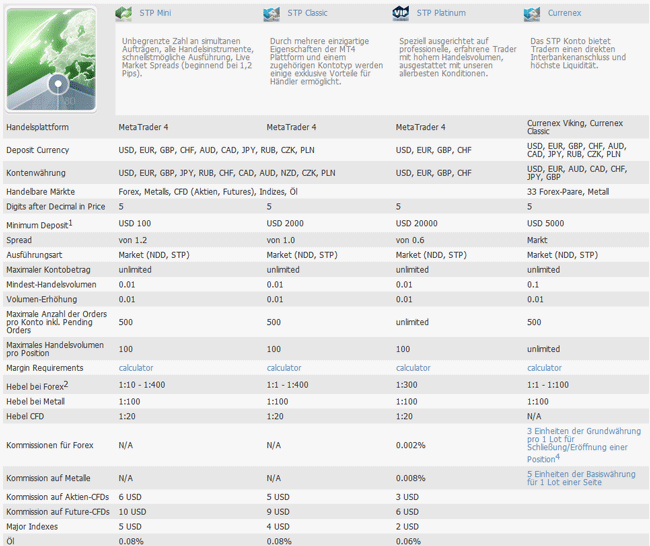 STP Mini STP Classic STP Platinum Currenex
Unbegrenzte Zahl an simultanen
Aufträgen, alle Handelsinstrumente,
schnellstmögliche Ausführung, Live
Market Spreads (beginnend bei 1,2
Pips).
Durch mehrere einzigartige
Eigenschaften der MT4
Plattform und einem
zugehörigen Kontotyp werden
einige exklusive Vorteile für
Händler ermöglicht.
Speziell ausgerichtet auf
professionelle, erfahrene Trader
mit hohem Handelsvolumen,
ausgestattet mit unseren
allerbesten Konditionen.
Das STP Konto bietet
Tradern einen direkten
Interbankenanschluss und
höchste Liquidität.
Handelsplattform MetaTrader 4 MetaTrader 4 MetaTrader 4 Currenex Viking, Currenex
Classic
Deposit Currency USD, EUR, GBP, CHF, AUD, CAD, JPY, RUB, CZK, PLN USD, EUR, GBP, CHF USD, EUR, GBP, CHF, AUD,
CAD, JPY, RUB, CZK, PLN
Kontenwährung USD, EUR, GBP, JPY, RUB, CHF, CAD, AUD, NZD, CZK, PLN USD, EUR, GBP, CHF USD, EUR, AUD, CAD, CHF,
JPY, GBP
Handelbare Märkte Forex, Metalls, CFD (Aktien, Futures), Indizes, Öl 33 Forex-Paare, Metall
Digits after Decimal in Price 5 5 5 5
Minimum Deposit1 USD 100 USD 2000 USD 20000 USD 5000
Spread von 1.2 von 1.0 von 0.6 Markt
Ausführungsart Market (NDD, STP) Market (NDD, STP) Market (NDD, STP) Market (NDD, STP)
Maximaler Kontobetrag unlimited unlimited unlimited unlimited
Mindest-Handelsvolumen 0.01 0.01 0.01 0.1
Volumen-Erhöhung 0.01 0.01 0.01 0.01
Maximale Anzahl der Orders
pro Konto inkl. Pending
Orders
500 500 unlimited 500
Maximales Handelsvolumen
pro Position
100 100 100 unlimited
Margin Requirements calculator calculator calculator calculator
Hebel bei Forex2 1:10 - 1:400 1:1 - 1:400 1:300 1:1 - 1:100
Hebel bei Metall 1:100 1:100 1:100 1:100
Hebel CFD 1:20 1:20 1:20 N/A
Kommissionen für Forex N/A N/A 0.002% 3 Einheiten der Grundwährung
pro 1 Lot für
Schließung/Eröffnung einer
Position4
Kommission auf Metalle N/A N/A 0.008% 5 Einheiten der Basiswährung
für 1 Lot einer Seite
Kommission auf Aktien-CFDs 6 USD 5 USD 3 USD
Kommission auf Future-CFDs 10 USD 9 USD 6 USD
Major Indexes 5 USD 4 USD 2 USD
Öl 0.08% 0.08% 0.06%